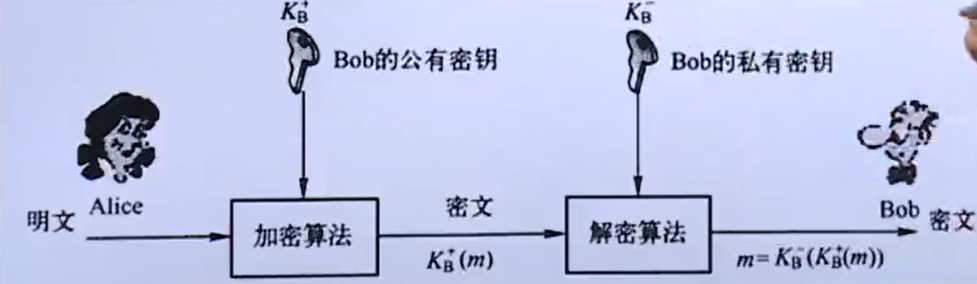 K_B^+
Bob的公有密钥
K_B^-
Bob的私有密钥
Alice
明文
加密算法
密文
K_B^+(m)
解密算法
Bob
密文
m=K_B^-(K_B^+(m))